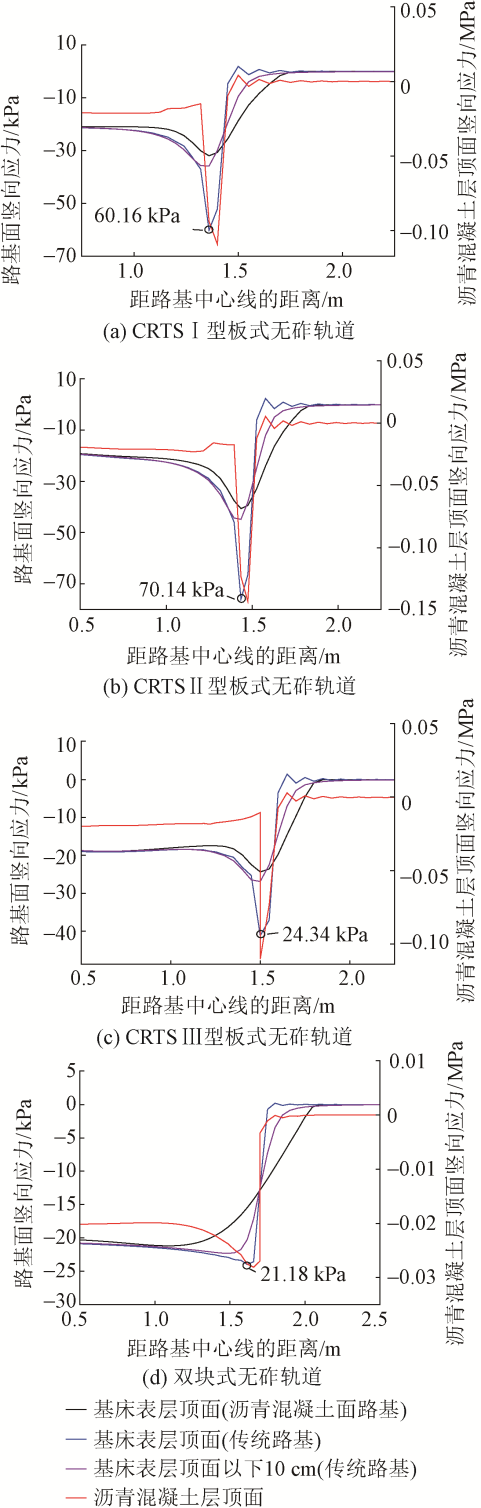 路基面竖向应力/kPa
10
−10
−30
−50
−70
0.05
0
−0.05
−0.10
沥青混凝土层顶面竖向应力/MPa
60.16 kPa
1.0 1.5 2.0
距路基中心线的距离/m
(a) CRTSⅠ型板式无砟轨道
路基面竖向应力/kPa
10
−10
−30
−50
−70
0.05
0
−0.05
−0.10
−0.15
沥青混凝土层顶面竖向应力/MPa
70.14 kPa
0.5 1.0 1.5 2.0
距路基中心线的距离/m
(b) CRTSⅡ型板式无砟轨道
路基面竖向应力/kPa
10
0
−10
−20
−30
−40
0.05
0
−0.05
−0.10
沥青混凝土层顶面竖向应力/MPa
24.34 kPa
0.5 1.0 1.5 2.0
距路基中心线的距离/m
(c) CRTSⅢ型板式无砟轨道
路基面竖向应力/kPa
5
0
−5
−10
−15
−20
−25
−30
0.01
0
−0.01
−0.02
−0.03
沥青混凝土层顶面竖向应力/MPa
21.18 kPa
0.5 1.0 1.5 2.0 2.5
距路基中心线的距离/m
(d) 双块式无砟轨道
基床表层顶面(沥青混凝土面路基)
基床表层顶面(传统路基)
基床表层顶面以下10 cm(传统路基)
沥青混凝土层顶面